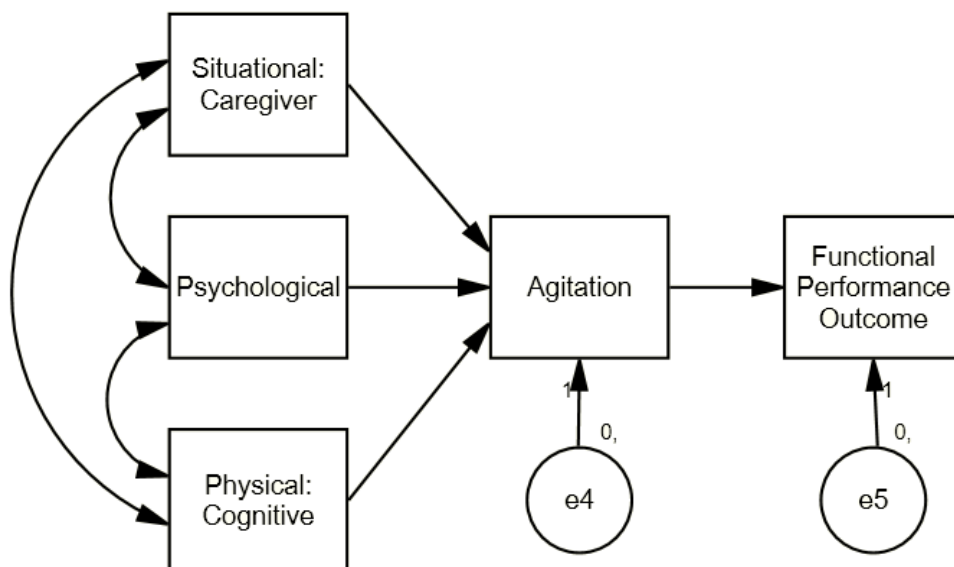 Situational:
Caregiver
Psychological
Physical:
Cognitive
Agitation
Functional
Performance
Outcome
1
0,
e4
1
0,
e5